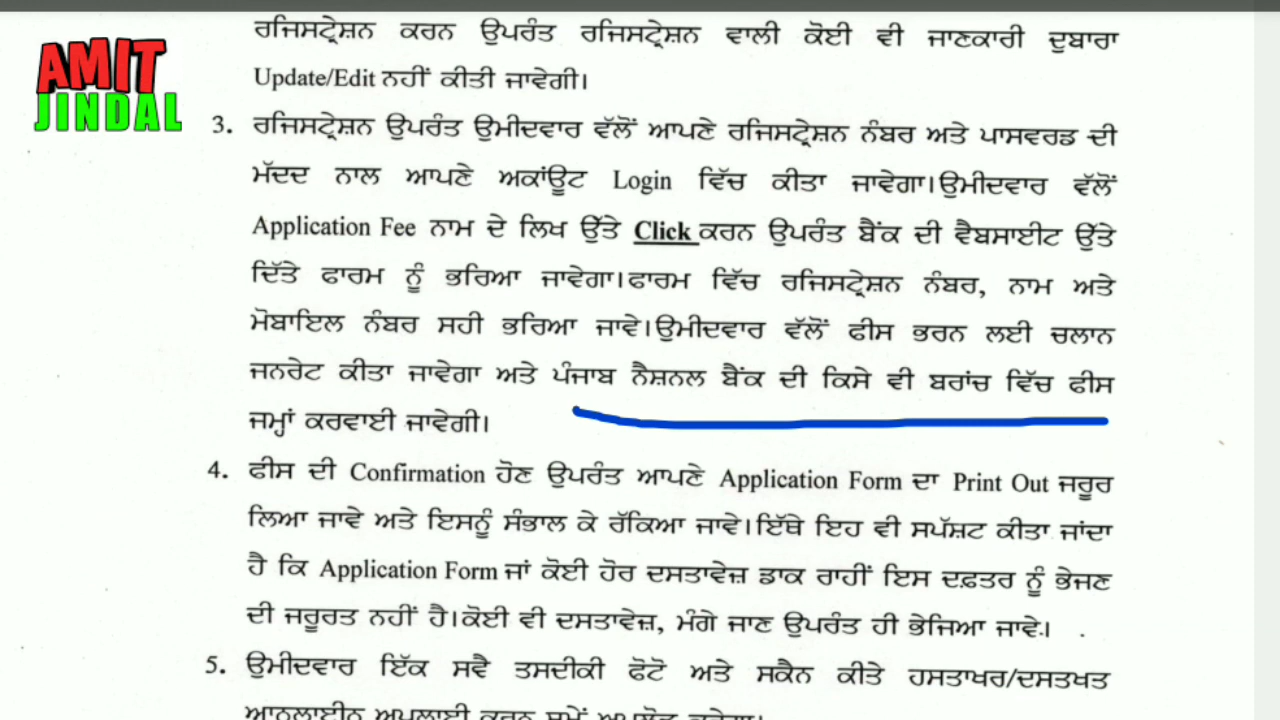 AMIT
JINDAL
ਰਜਿਸਟ੍ਰੇਸ਼ਨ ਕਰਨ ਉਪਰੰਤ ਰਜਿਸਟ੍ਰੇਸ਼ਨ ਵਾਲੀ ਕੋਈ ਵੀ ਜਾਣਕਾਰੀ ਦੁਬਾਰਾ
Update/Edit ਨਹੀਂ ਕੀਤੀ ਜਾਵੇਗੀ।
3. ਰਜਿਸਟ੍ਰੇਸ਼ਨ ਉਪਰੰਤ ਉਮੀਦਵਾਰ ਵੱਲੋਂ ਆਪਣੇ ਰਜਿਸਟ੍ਰੇਸ਼ਨ ਨੰਬਰ ਅਤੇ ਪਾਸਵਰਡ ਦੀ
ਮੱਦਦ ਨਾਲ ਆਪਣੇ ਅਕਾਂਊਟ Login ਵਿੱਚ ਕੀਤਾ ਜਾਵੇਗਾ।ਉਮੀਦਵਾਰ ਵੱਲੋਂ
Application Fee ਨਾਮ ਦੇ ਲਿਖ ਉੱਤੇ Click ਕਰਨ ਉਪਰੰਤ ਬੈਂਕ ਦੀ ਵੈਬਸਾਈਟ ਉੱਤੇ
ਦਿੱਤੇ ਫਾਰਮ ਨੂੰ ਭਰਿਆ ਜਾਵੇਗਾ।ਫਾਰਮ ਵਿੱਚ ਰਜਿਸਟ੍ਰੇਸ਼ਨ ਨੰਬਰ, ਨਾਮ ਅਤੇ
ਮੋਬਾਇਲ ਨੰਬਰ ਸਹੀ ਭਰਿਆ ਜਾਵੇ।ਉਮੀਦਵਾਰ ਵੱਲੋਂ ਫੀਸ ਭਰਨ ਲਈ ਚਲਾਨ
ਜਨਰੇਟ ਕੀਤਾ ਜਾਵੇਗਾ ਅਤੇ ਪੰਜਾਬ ਨੈਸ਼ਨਲ ਬੈਂਕ ਦੀ ਕਿਸੇ ਵੀ ਬਰਾਂਚ ਵਿੱਚ ਫੀਸ
ਜਮ੍ਹਾਂ ਕਰਵਾਈ ਜਾਵੇਗੀ।
4. ਫੀਸ ਦੀ Confirmation ਹੋਣ ਉਪਰੰਤ ਆਪਣੇ Application Form ਦਾ Print Out ਜਰੂਰ
ਲਿਆ ਜਾਵੇ ਅਤੇ ਇਸਨੂੰ ਸੰਭਾਲ ਕੇ ਰੱਕਿਆ ਜਾਵੇ।ਇੱਥੇ ਇਹ ਵੀ ਸਪੱਸ਼ਟ ਕੀਤਾ ਜਾਂਦਾ
ਹੈ ਕਿ Application Form ਜਾਂ ਕੋਈ ਹੋਰ ਦਸਤਾਵੇਜ਼ ਡਾਕ ਰਾਹੀਂ ਇਸ ਦਫ਼ਤਰ ਨੂੰ ਭੇਜਣ
ਦੀ ਜਰੂਰਤ ਨਹੀਂ ਹੈ।ਕੋਈ ਵੀ ਦਸਤਾਵੇਜ਼, ਮੰਗੇ ਜਾਣ ਉਪਰੰਤ ਹੀ ਭੇਜਿਆ ਜਾਵੇ।
5. ਉਮੀਦਵਾਰ ਇੱਕ ਸਵੈ ਤਸਦੀਕੀ ਫੋਟੋ ਅਤੇ ਸਕੈਨ ਕੀਤੇ ਹਸਤਾਖਰ/ਦਸਤਖਤ
ਆਨਲਾਈਨ ਅਪਲਾਈ ਕਰਨ ਸਮੇਂ